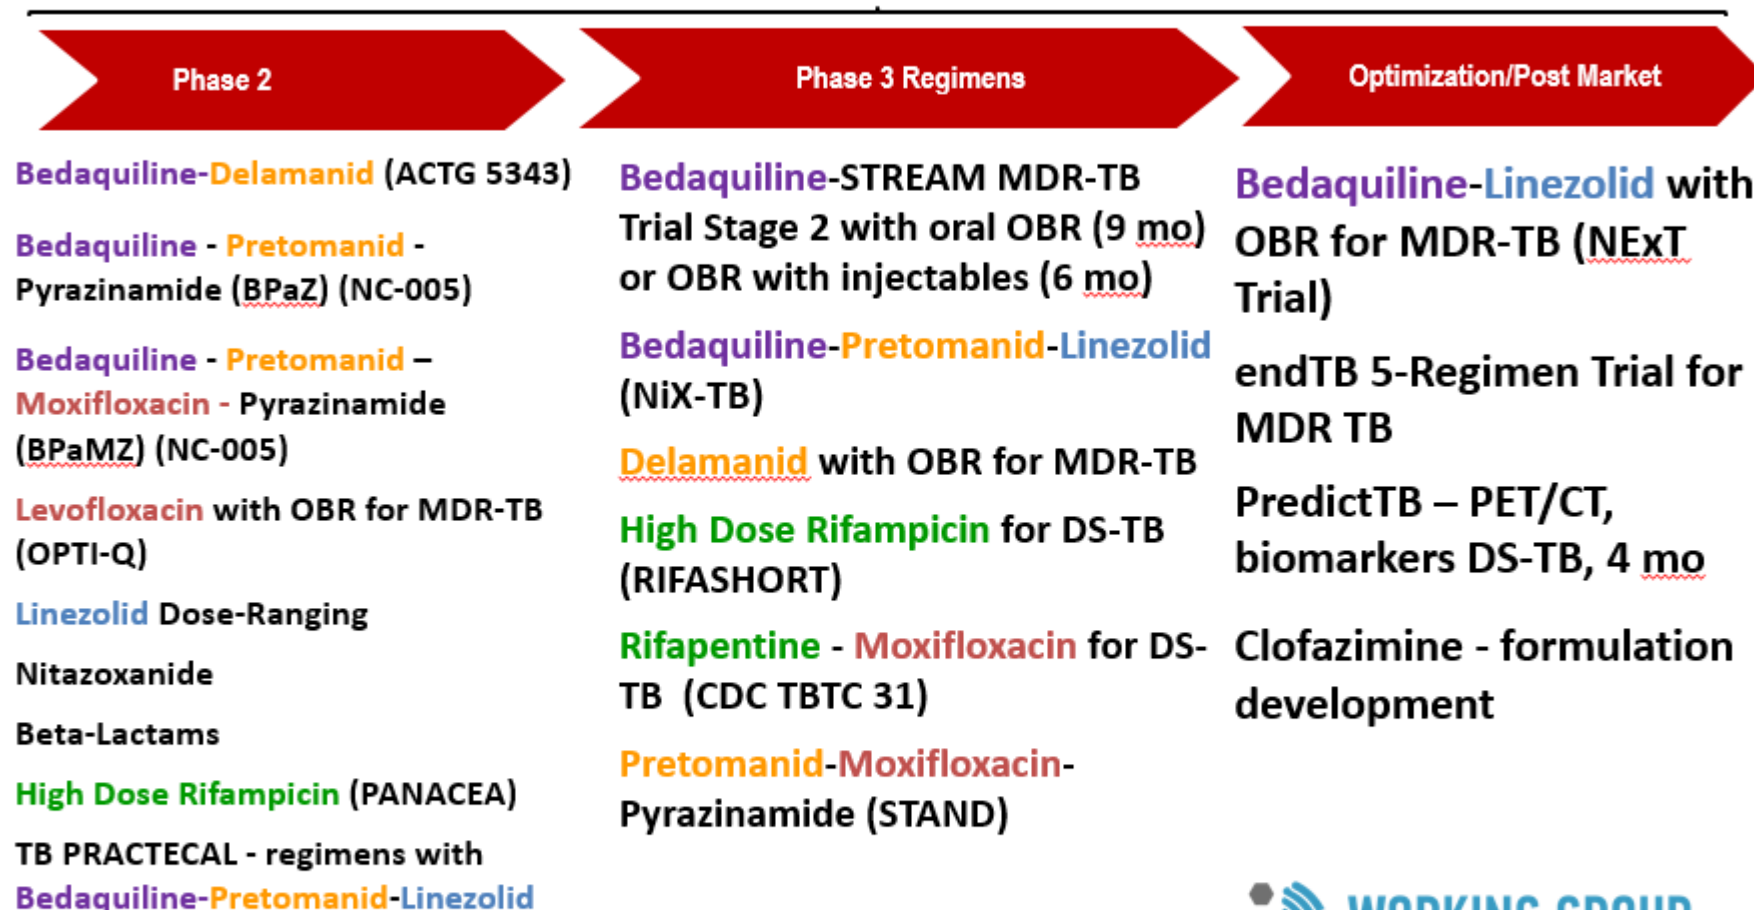 Phase 2
Phase 3 Regimens
Optimization/Post Market
Bedaquiline-Delamanid (ACTG 5343)
Bedaquiline - Pretomanid -
Pyrazinamide (BPaZ) (NC-005)
Bedaquiline - Pretomanid –
Moxifloxacin - Pyrazinamide
(BPaMZ) (NC-005)
Levofloxacin with OBR for MDR-TB
(OPTI-Q)
Linezolid Dose-Ranging
Nitazoxanide
Beta-Lactams
High Dose Rifampicin (PANACEA)
TB PRACTECAL - regimens with
Bedaquiline-Pretomanid-Linezolid
Bedaquiline-STREAM MDR-TB
Trial Stage 2 with oral OBR (9 mo)
or OBR with injectables (6 mo)
Bedaquiline-Pretomanid-Linezolid
(NiX-TB)
Delamanid with OBR for MDR-TB
High Dose Rifampicin for DS-TB
(RIFASHORT)
Rifapentine - Moxifloxacin for DS-
TB (CDC TBTC 31)
Pretomanid-Moxifloxacin-
Pyrazinamide (STAND)
Bedaquiline-Linezolid with
OBR for MDR-TB (NExT
Trial)
endTB 5-Regimen Trial for
MDR TB
PredictTB – PET/CT,
biomarkers DS-TB, 4 mo
Clofazimine - formulation
development
WORKING GROUP